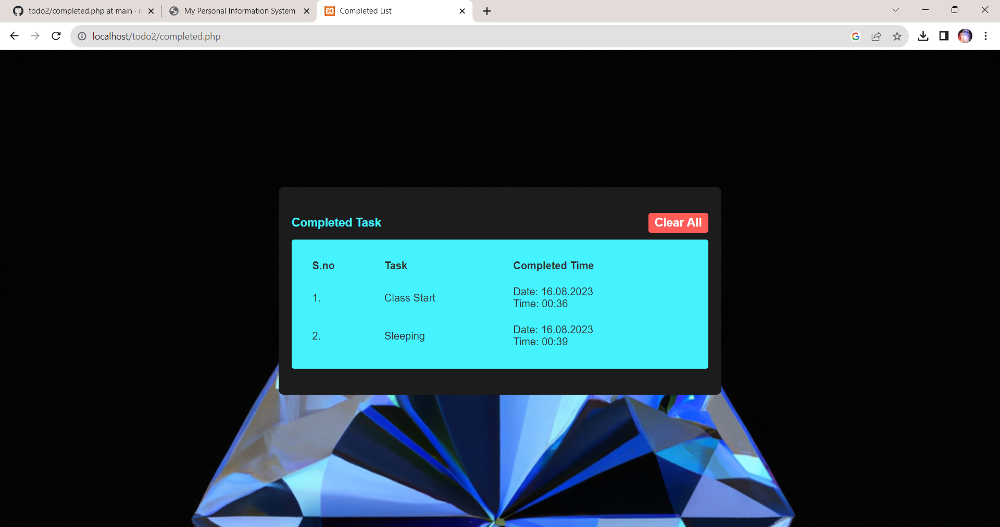 todo2/completed.php at main ·
My Personal Information System
Completed List
localhost/todo2/completed.php
Completed Task
Clear All
S.no Task Completed Time
1. Class Start Date: 16.08.2023
Time: 00:36
2. Sleeping Date: 16.08.2023
Time: 00:39